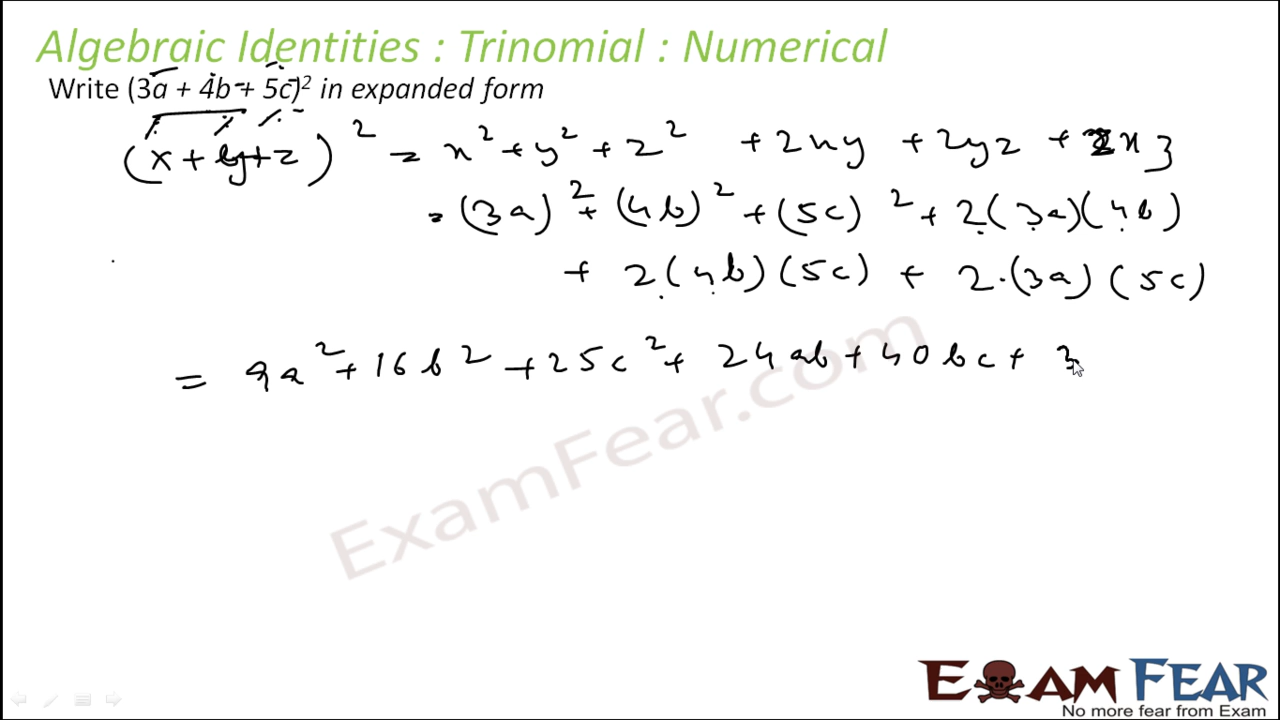 Algebraic Identities : Trinomial : Numerical
Write (3a + 4b + 5c)² in expanded form
(x + y + z)² = x² + y² + z² + 2xy + 2yz + 2xz
= (3a)² + (4b)² + (5c)² + 2(3a)(4b)
+ 2(4b)(5c) + 2.(3a)(5c)
= 9a² + 16b² + 25c² + 24ab + 40bc + 3
ExamFear.com
EXAM FEAR
No more fear from Exam